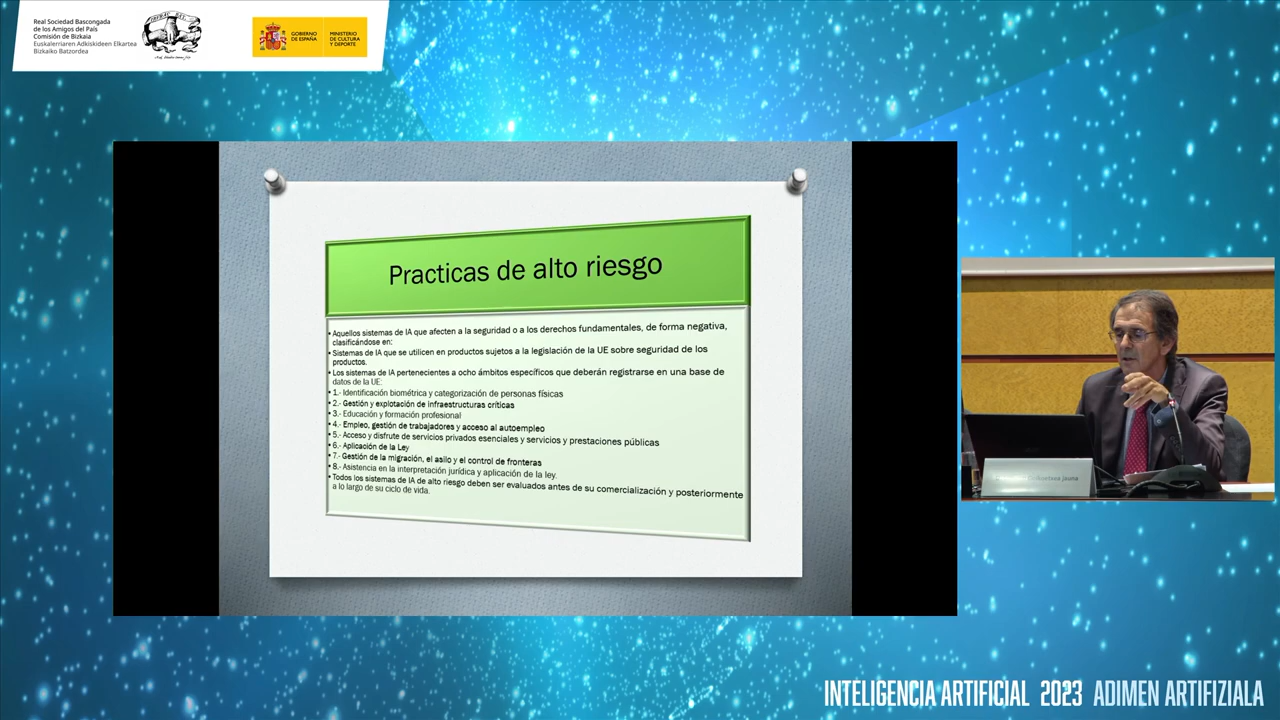 Real Sociedad Bascongada
de los Amigos del País
Comisión de Bizkaia
Euskalerriaren Adkiskideen Elkartea
Bizkaiko Batzordea
GOBIERNO
DE ESPAÑA
MINISTERIO
DE CULTURA
Y DEPORTE
Practicas de alto riesgo
• Aquellos sistemas de IA que afecten a la seguridad o a los derechos fundamentales, de forma negativa,
clasificándose en:
• Sistemas de IA que se utilicen en productos sujetos a la legislación de la UE sobre seguridad de los
productos.
• Los sistemas de IA pertenecientes a ocho ámbitos específicos que deberán registrarse en una base de
datos de la UE:
• 1.- Identificación biométrica y categorización de personas físicas
• 2.- Gestión y explotación de infraestructuras críticas
• 3.- Educación y formación profesional
• 4.- Empleo, gestión de trabajadores y acceso al autoempleo
• 5.- Acceso y disfrute de servicios privados esenciales y servicios y prestaciones públicas
• 6.- Aplicación de la Ley
• 7.- Gestión de la migración, el asilo y el control de fronteras
• 8.- Asistencia en la interpretación jurídica y aplicación de la ley.
• Todos los sistemas de IA de alto riesgo deben ser evaluados antes de su comercialización y posteriormente
a lo largo de su ciclo de vida.
jauna
INTELIGENCIA ARTIFICIAL 2023 ADIMEN ARTIFIZIALA